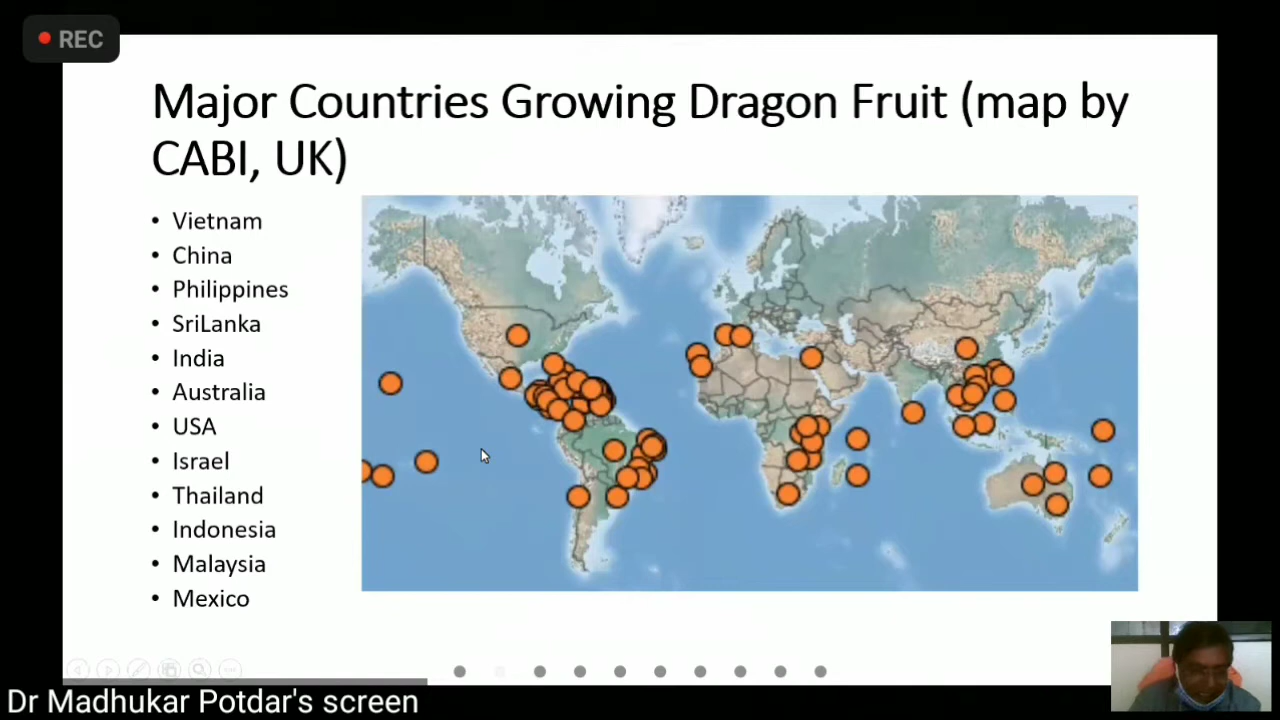 REC
Major Countries Growing Dragon Fruit (map by
CABI, UK)
• Vietnam
• China
• Philippines
• SriLanka
• India
• Australia
• USA
• Israel
• Thailand
• Indonesia
• Malaysia
• Mexico
Dr Madhukar Potdar's screen